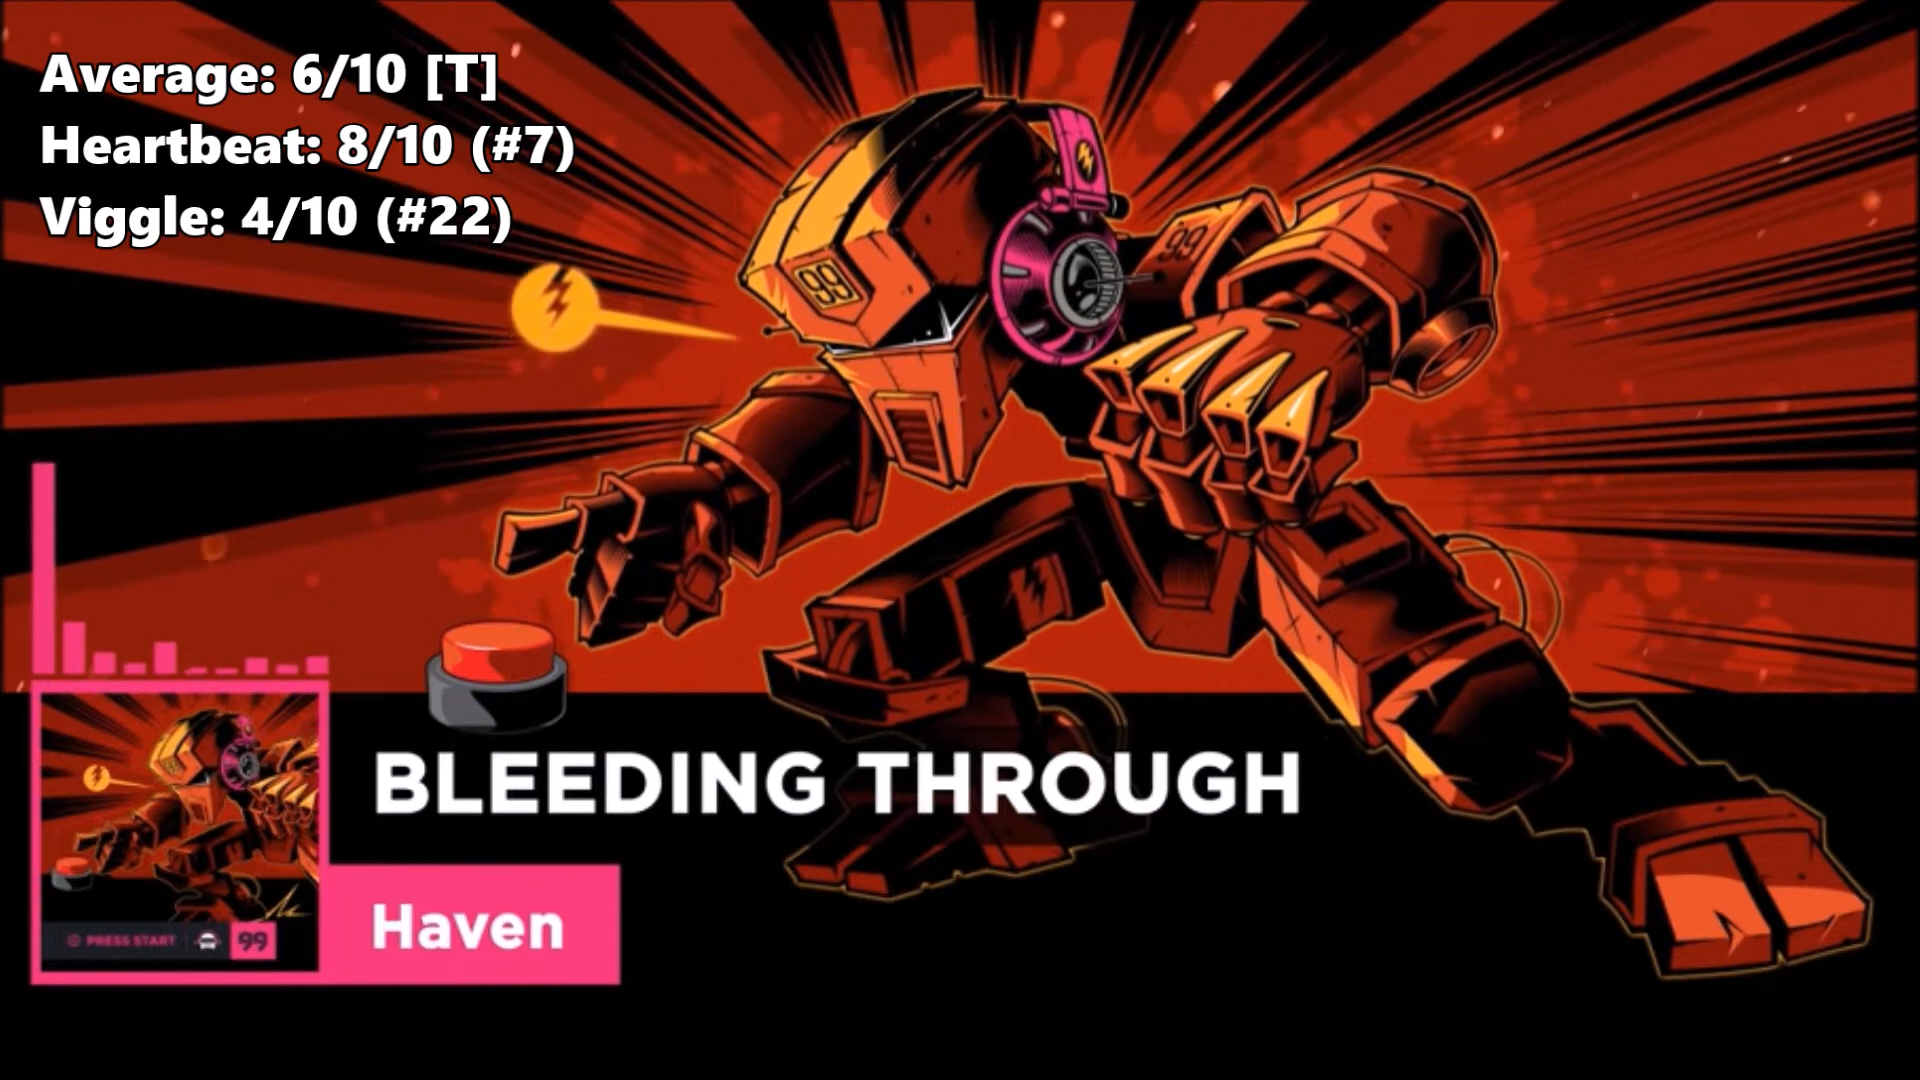 Average: 6/10 [T]
Heartbeat: 8/10 (#7)
Viggle: 4/10 (#22)
99
99
BLEEDING THROUGH
Haven
PRESS START
99